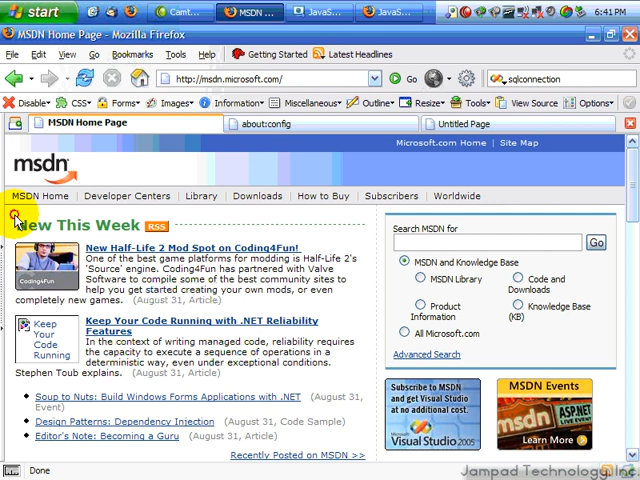 start
Camt
MSDN ...
JavaS...
JavaS...
6:41 PM
MSDN Home Page - Mozilla Firefox
File Edit View Go Bookmarks Tools Help Getting Started Latest Headlines
http://msdn.microsoft.com/ Go sqlconnection
Disable CSS Forms Images Information Miscellaneous Outline Resize Tools View Source Options
MSDN Home Page about:config Untitled Page
Microsoft.com Home | Site Map
msdn
MSDN Home | Developer Centers | Library | Downloads | How to Buy | Subscribers | Worldwide
New This Week RSS
New Half-Life 2 Mod Spot on Coding4Fun!
One of the best game platforms for modding is Half-Life 2's
'Source' engine. Coding4Fun has partnered with Valve
Software to compile some of the best community sites to
help you get started creating your own mods, or even
completely new games. (August 31, Article)
Coding4Fun
Keep Your Code Running with .NET Reliability
Features
Keep
Your
Code
Running
In the context of writing managed code, reliability requires
the capacity to execute a sequence of operations in a
deterministic way, even under exceptional conditions.
Stephen Toub explains. (August 31, Article)
Soup to Nuts: Build Windows Forms Applications with .NET
(August 31, Event)
Design Patterns: Dependency Injection (August 31, Code Sample)
Editor's Note: Becoming a Guru (August 31, Article)
Recently Posted on MSDN >>
Search MSDN for
Go
MSDN and Knowledge Base
MSDN Library
Code and
Downloads
Product
Information
Knowledge Base
(KB)
All Microsoft.com
Advanced Search
Subscribe to MSDN
and get Visual Studio
at no additional cost.
Microsoft
Visual Studio 2005
MSDN Events
msdn
ASP.NET
LIVE EVENT
Learn More
Done
Jampad Technology, Inc.